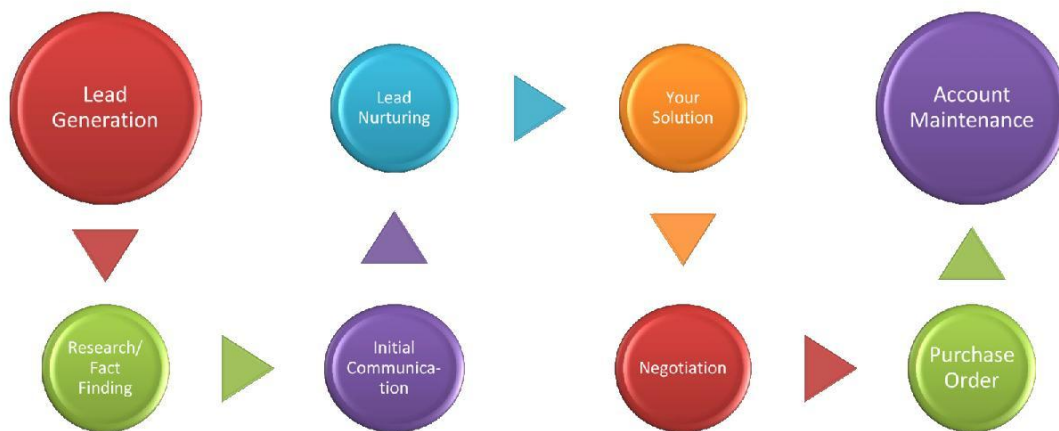 Lead
Generation
Research/
Fact
Finding
Initial
Communica-
tion
Lead
Nurturing
Your
Solution
Negotiation
Purchase
Order
Account
Maintenance